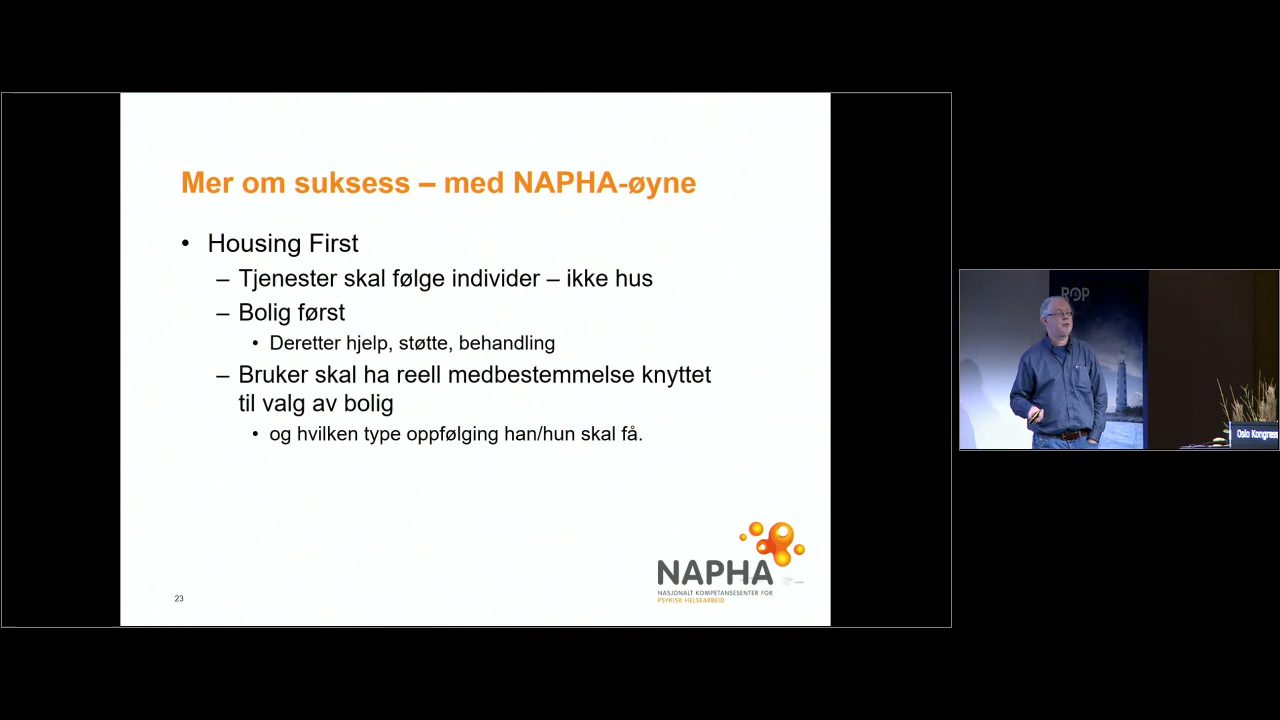 Mer om suksess – med NAPHA-øyne
• Housing First
– Tjenester skal følge individer – ikke hus
– Bolig først
• Deretter hjelp, støtte, behandling
– Bruker skal ha reell medbestemmelse knyttet
til valg av bolig
• og hvilken type oppfølging han/hun skal få.
NAPHA
NASJONALT KOMPETANSESENTER FOR
PSYKISK HELSEARBEID
23
ROP
Oslo Kongress